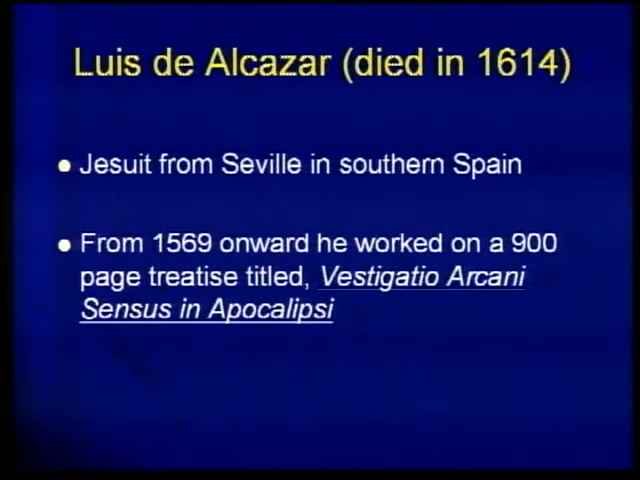 Luis de Alcazar (died in 1614)
Jesuit from Seville in southern Spain
From 1569 onward he worked on a 900
page treatise titled, Vestigatio Arcani
Sensus in Apocalipsi